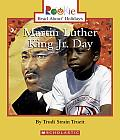 Rookie
Read-About® Holidays
Martin Luther
King Jr. Day
By Trudi Strain Trueit
SCHOLASTIC